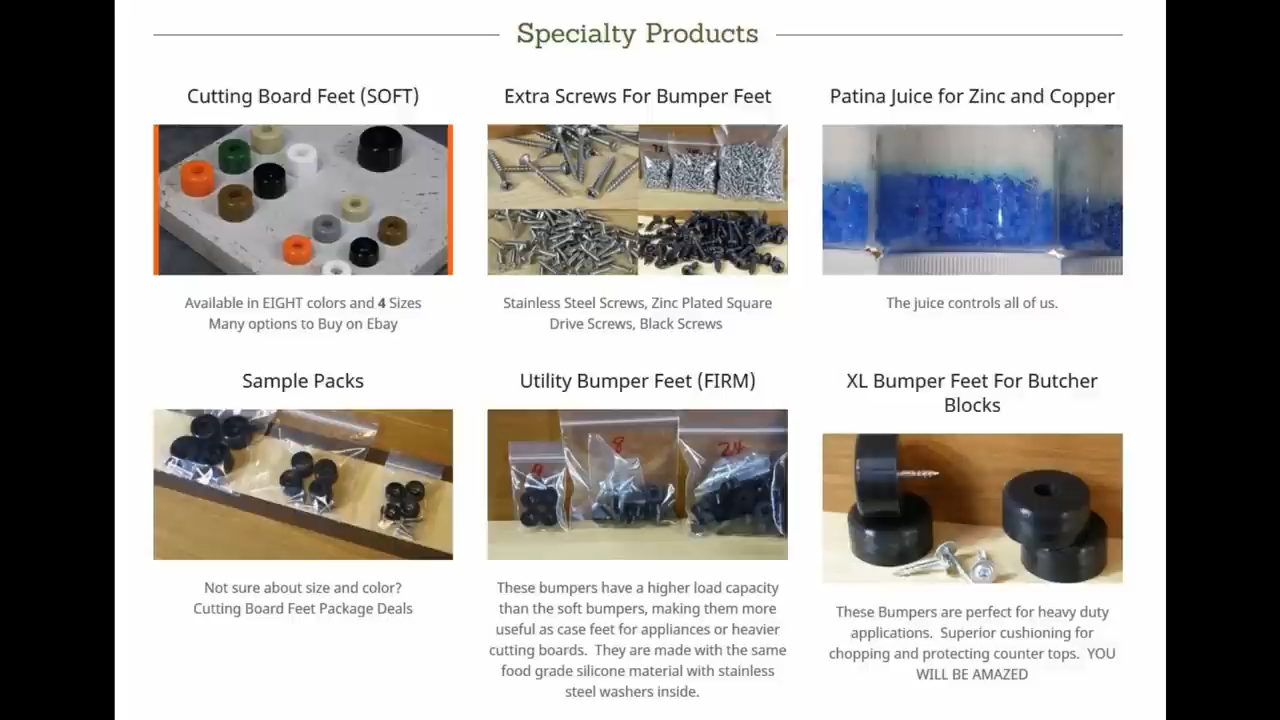 Specialty Products
Cutting Board Feet (SOFT)
Extra Screws For Bumper Feet
Patina Juice for Zinc and Copper
72
Available in EIGHT colors and 4 Sizes
Many options to Buy on Ebay
Stainless Steel Screws, Zinc Plated Square
Drive Screws, Black Screws
The juice controls all of us.
Sample Packs
Utility Bumper Feet (FIRM)
XL Bumper Feet For Butcher
Blocks
8
24
Not sure about size and color?
Cutting Board Feet Package Deals
These bumpers have a higher load capacity
than the soft bumpers, making them more
useful as case feet for appliances or heavier
cutting boards. They are made with the same
food grade silicone material with stainless
steel washers inside.
These Bumpers are perfect for heavy duty
applications. Superior cushioning for
chopping and protecting counter tops. YOU
WILL BE AMAZED